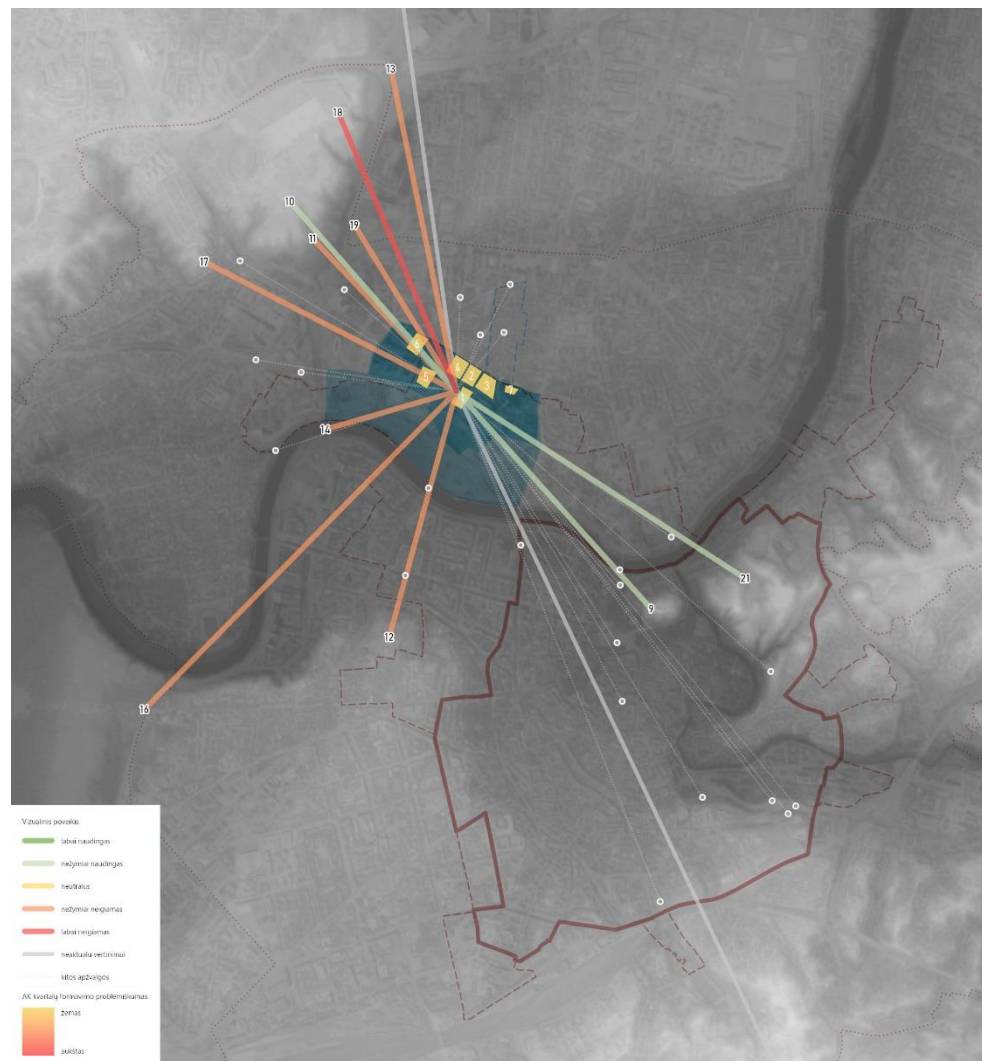 13
18
10
19
11
17
6
4
2
5
3
1
14
21
9
12
16
Vizualinis poveikis
labai naudingas
nežymiai naudingas
neutralus
nežymiai neigiamas
labai neigiamas
neaktualu vertinimui
kitos apžvalgos
AK kvartalų formavimo problemiškumas
žemas
aukštas